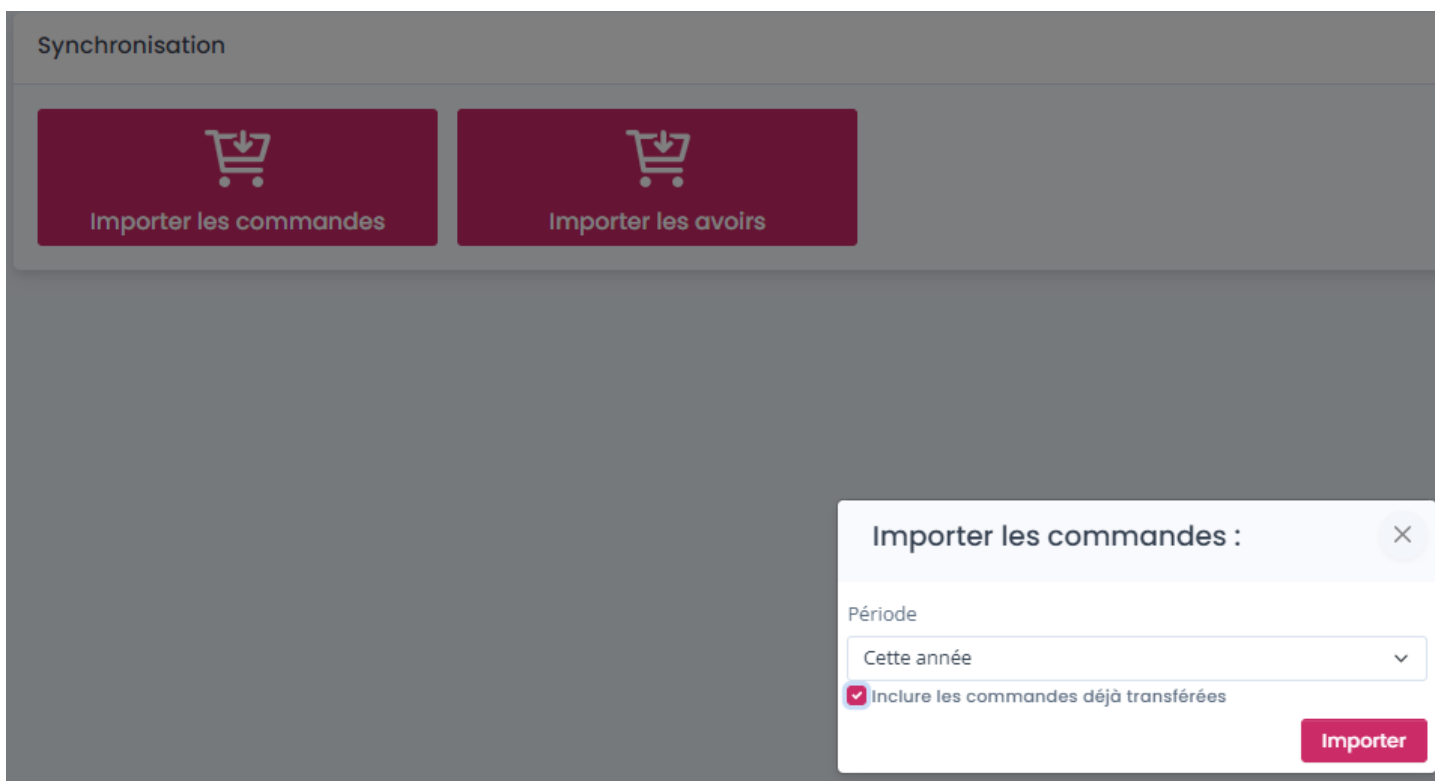 Synchronisation
Importer les commandes
Importer les avoirs
Importer les commandes :
Période
Cette année
Inclure les commandes déjà transférées
Importer